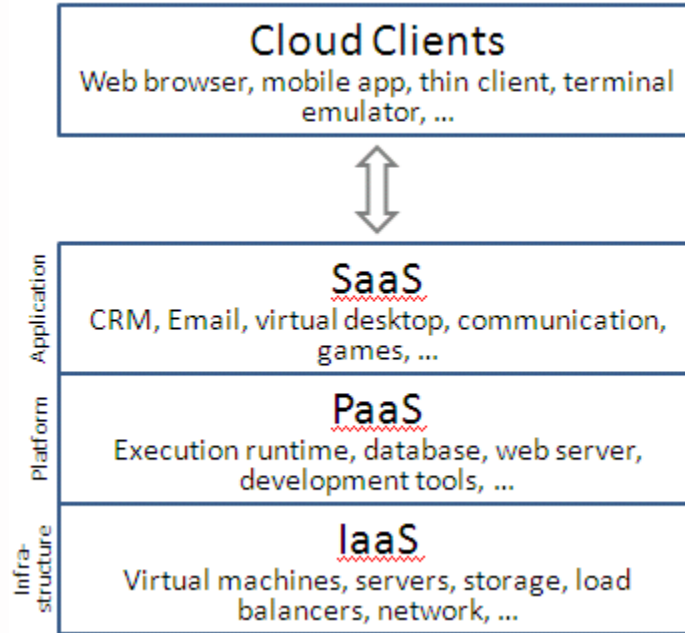 Cloud Clients
Web browser, mobile app, thin client, terminal
emulator, ...
Application
SaaS
CRM, Email, virtual desktop, communication,
games, ...
Platform
PaaS
Execution runtime, database, web server,
development tools, ...
Infra-
structure
IaaS
Virtual machines, servers, storage, load
balancers, network, ...